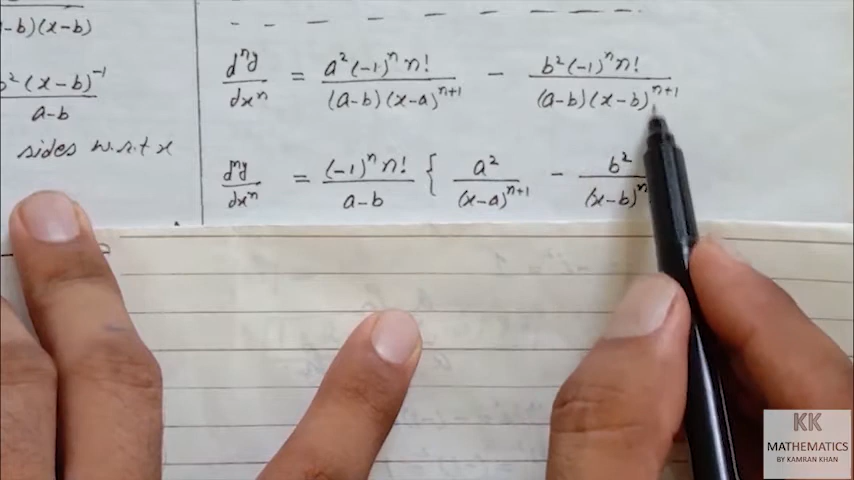 -b)(x-b)
b²(x-b)⁻¹
a-b
sides w.r.t x
dⁿy/dxⁿ = a²(-1)ⁿ n!/(a-b)(x-a)ⁿ⁺¹ - b²(-1)ⁿ n!/(a-b)(x-b)ⁿ⁺¹
dⁿy/dxⁿ = (-1)ⁿ n!/a-b { a²/(x-a)ⁿ⁺¹ - b²/(x-b)ⁿ
KK
MATHEMATICS
BY KAMRAN KHAN